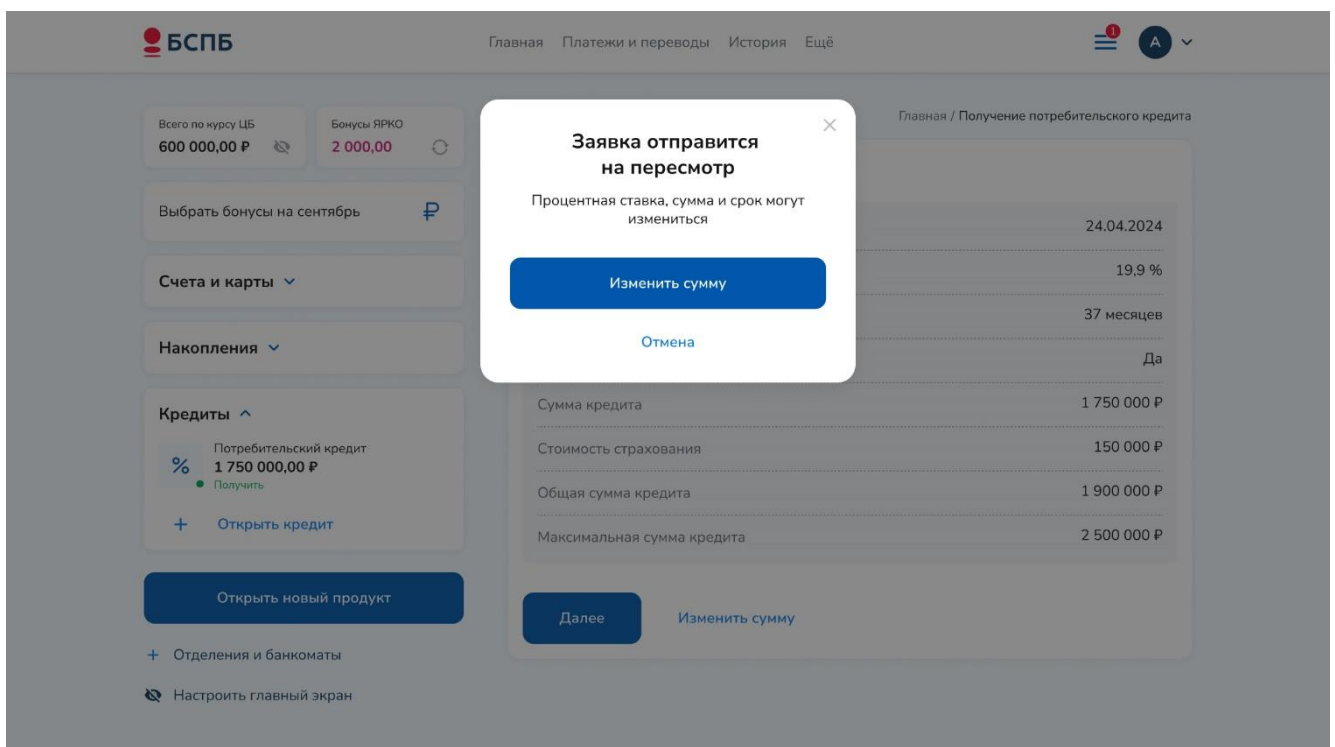 БСПБ
Главная Платежи и переводы История Ещё
1
А
Всего по курсу ЦБ
600 000,00 ₽
Бонусы ЯРКО
2 000,00
Выбрать бонусы на сентябрь ₽
Счета и карты
Накопления
Кредиты
Потребительский кредит
% 1 750 000,00 ₽
Получить
+ Открыть кредит
Открыть новый продукт
+ Отделения и банкоматы
Настроить главный экран
Главная / Получение потребительского кредита
Заявка отправится
на пересмотр
Процентная ставка, сумма и срок могут
измениться
Изменить сумму
Отмена
24.04.2024
19,9 %
37 месяцев
Да
Сумма кредита 1 750 000 ₽
Стоимость страхования 150 000 ₽
Общая сумма кредита 1 900 000 ₽
Максимальная сумма кредита 2 500 000 ₽
Далее Изменить сумму